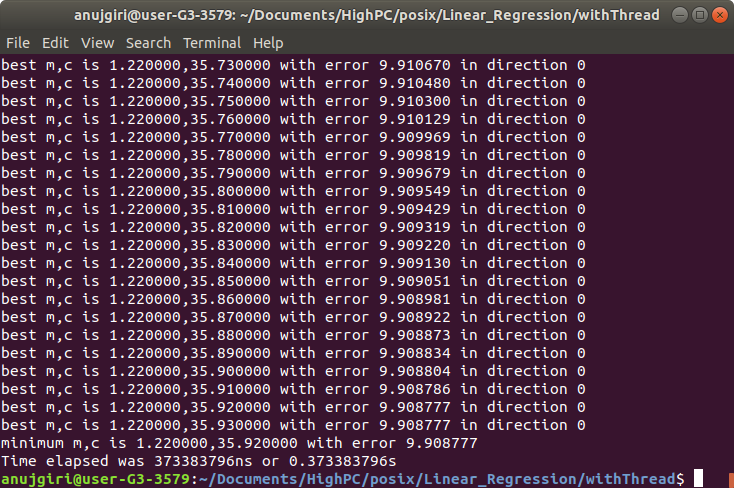 anujgiri@user-G3-3579: ~/Documents/HighPC/posix/Linear_Regression/withThread
File Edit View Search Terminal Help
best m,c is 1.220000,35.730000 with error 9.910670 in direction 0
best m,c is 1.220000,35.740000 with error 9.910480 in direction 0
best m,c is 1.220000,35.750000 with error 9.910300 in direction 0
best m,c is 1.220000,35.760000 with error 9.910129 in direction 0
best m,c is 1.220000,35.770000 with error 9.909969 in direction 0
best m,c is 1.220000,35.780000 with error 9.909819 in direction 0
best m,c is 1.220000,35.790000 with error 9.909679 in direction 0
best m,c is 1.220000,35.800000 with error 9.909549 in direction 0
best m,c is 1.220000,35.810000 with error 9.909429 in direction 0
best m,c is 1.220000,35.820000 with error 9.909319 in direction 0
best m,c is 1.220000,35.830000 with error 9.909220 in direction 0
best m,c is 1.220000,35.840000 with error 9.909130 in direction 0
best m,c is 1.220000,35.850000 with error 9.909051 in direction 0
best m,c is 1.220000,35.860000 with error 9.908981 in direction 0
best m,c is 1.220000,35.870000 with error 9.908922 in direction 0
best m,c is 1.220000,35.880000 with error 9.908873 in direction 0
best m,c is 1.220000,35.890000 with error 9.908834 in direction 0
best m,c is 1.220000,35.900000 with error 9.908804 in direction 0
best m,c is 1.220000,35.910000 with error 9.908786 in direction 0
best m,c is 1.220000,35.920000 with error 9.908777 in direction 0
best m,c is 1.220000,35.930000 with error 9.908777 in direction 0
minimum m,c is 1.220000,35.920000 with error 9.908777
Time elapsed was 373383796ns or 0.373383796s
anujgiri@user-G3-3579:~/Documents/HighPC/posix/Linear_Regression/withThread$